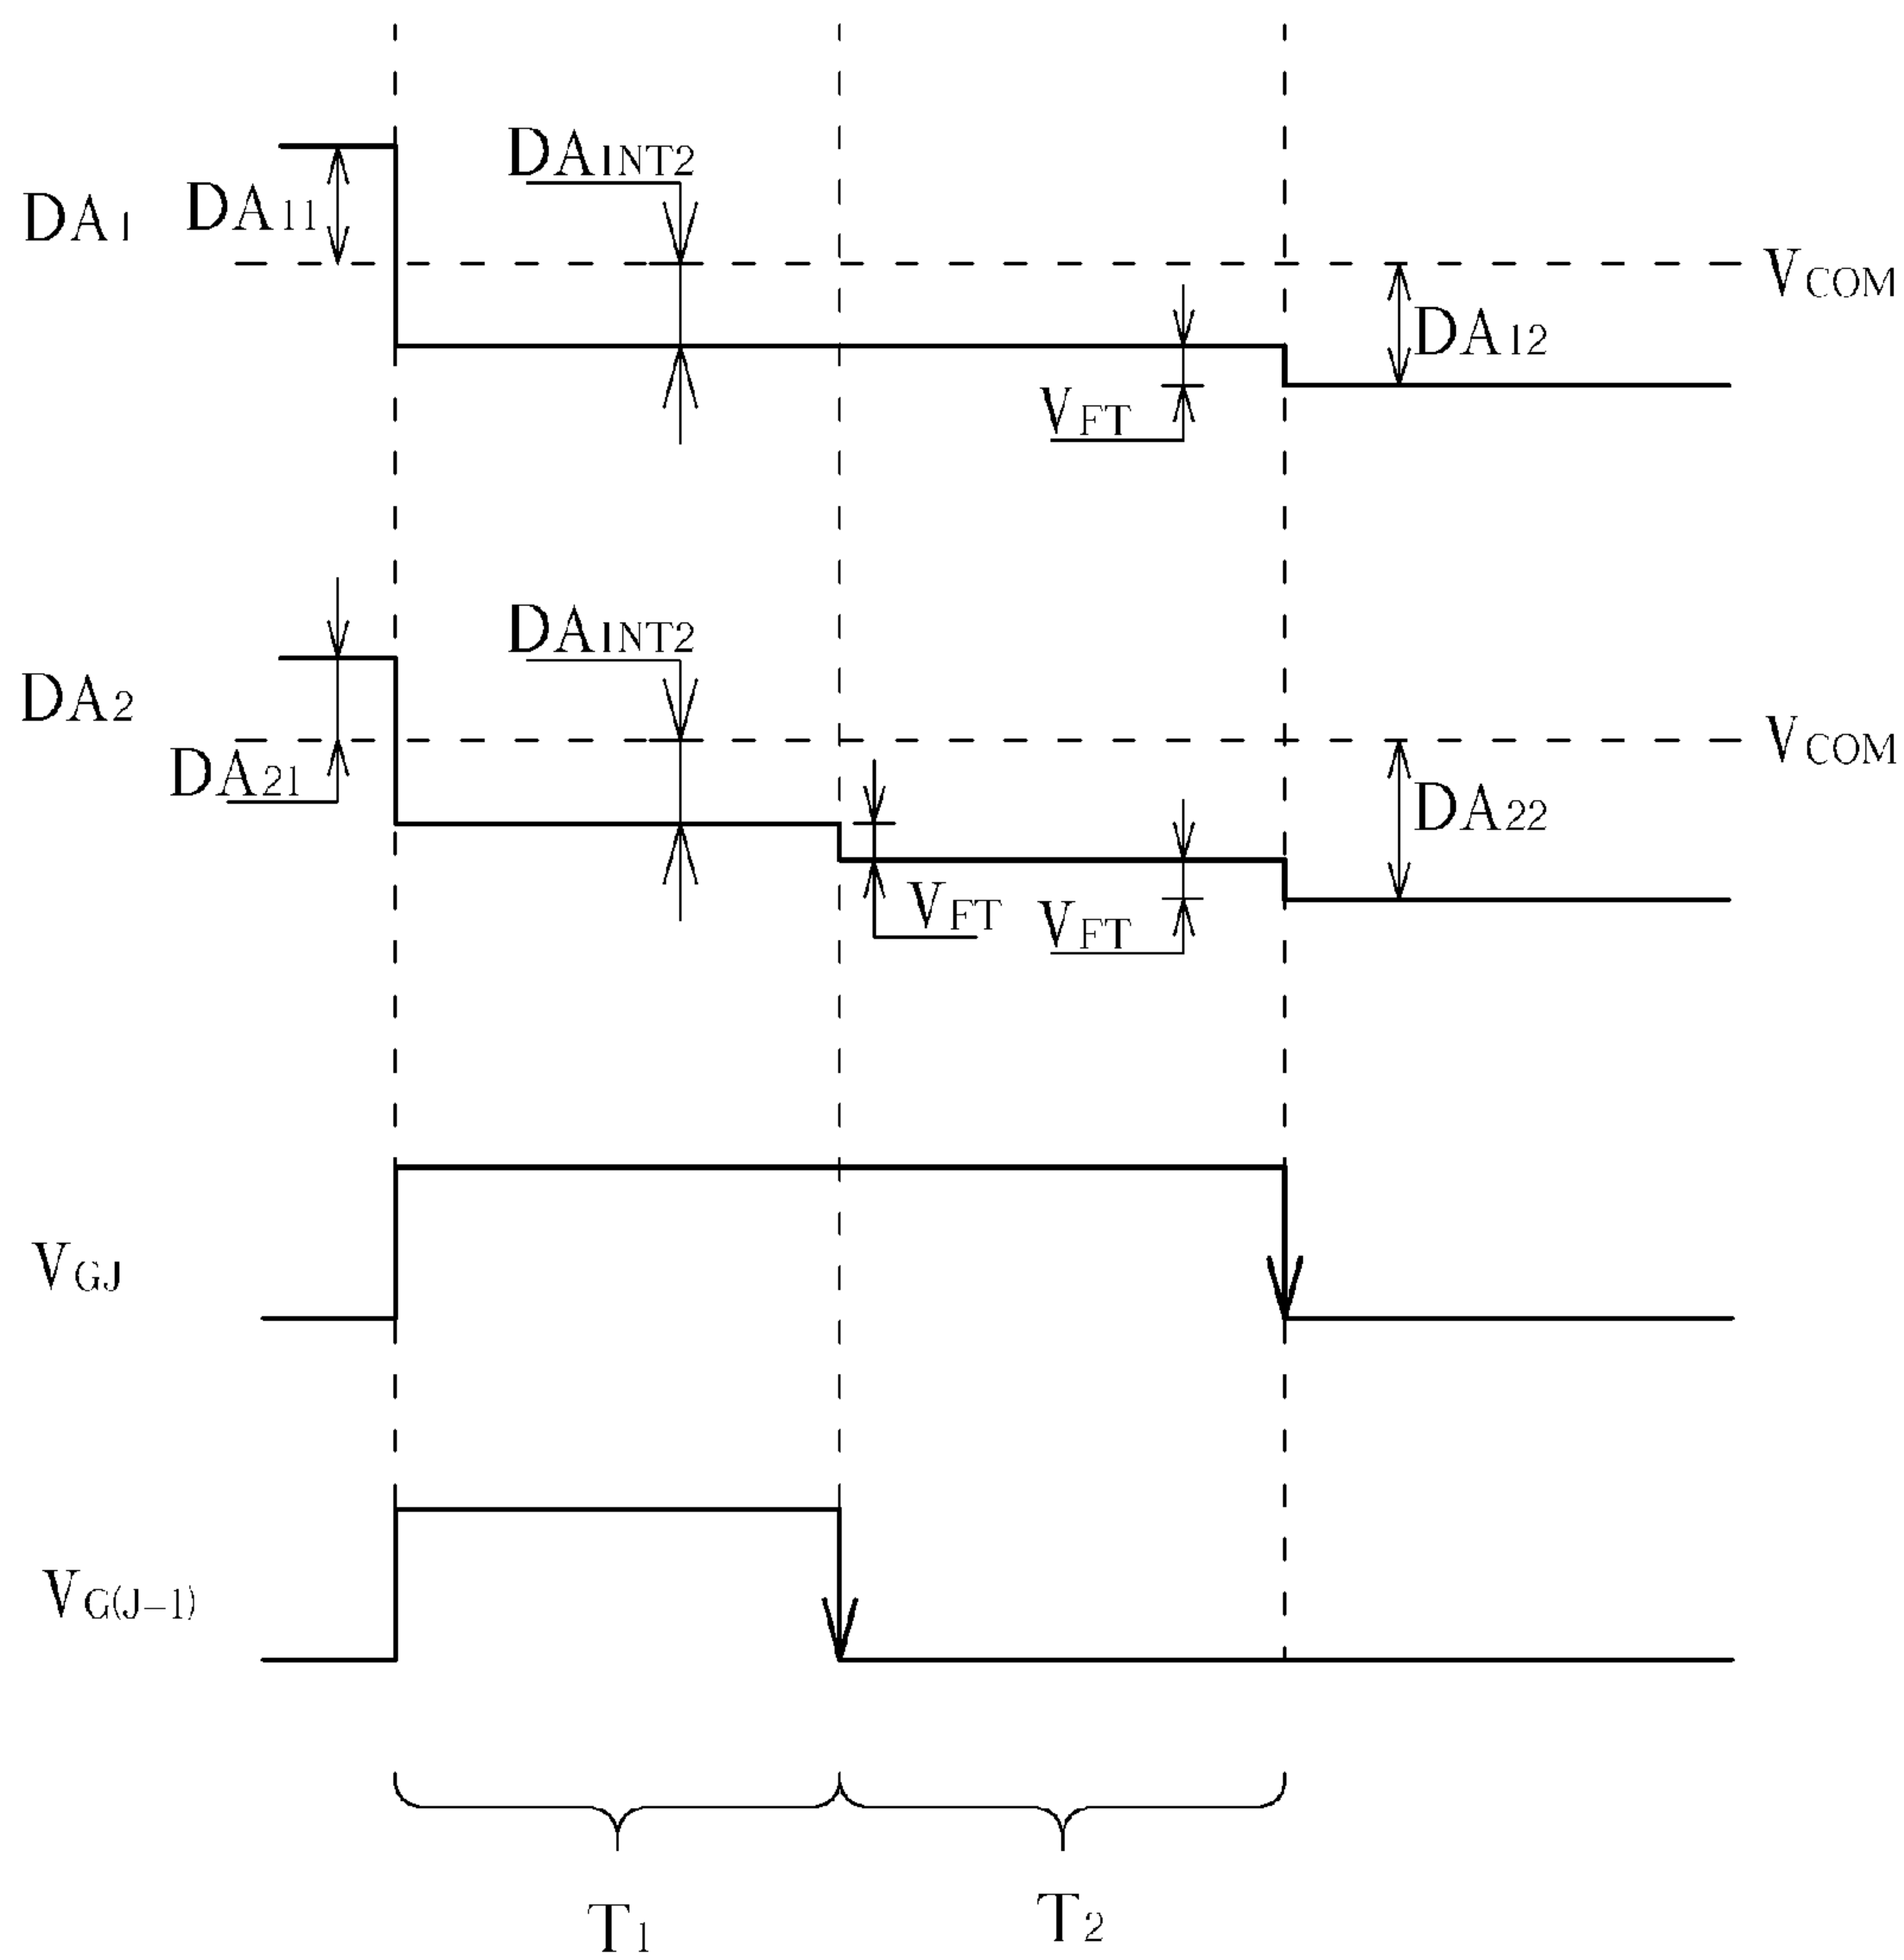 DA1 DA11 DAINT2 VCOM
DA12
VFT
DA2 DAINT2 VCOM
DA21 DA22
VFT VFT
VGJ
VG(J-1)
T1 T2